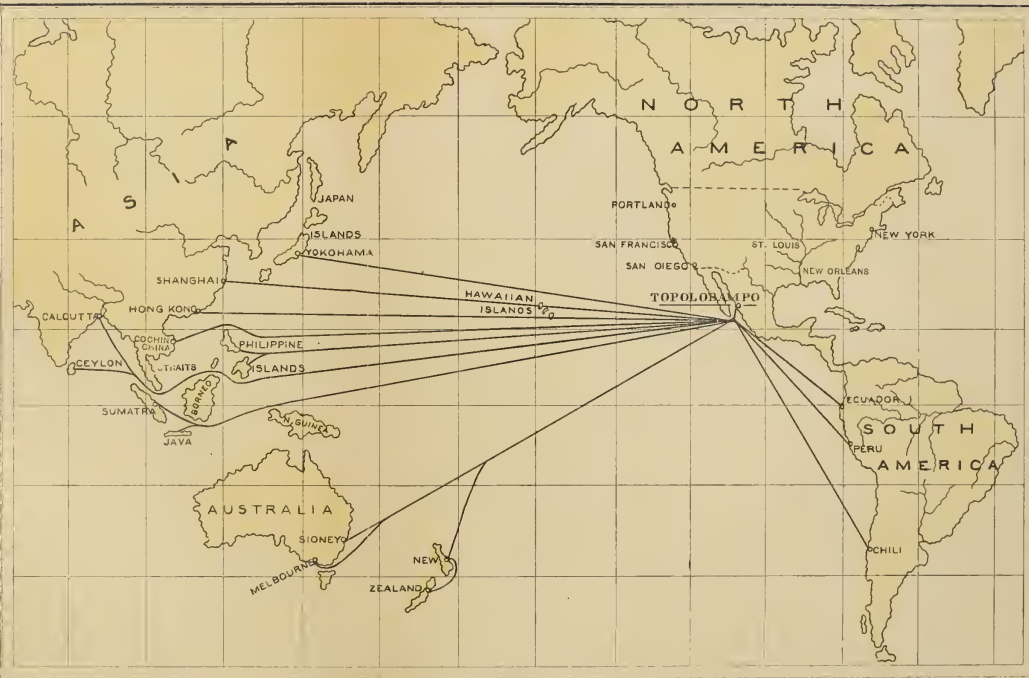 NORTH
AMERICA
ASIA
JAPAN
ISLANDS
YOKOHAMA
SHANGHAI
HONG KONG
CALCUTTA
COCHIN
CHINA
CEYLON
STRAITS
PHILIPPINE
ISLANDS
SUMATRA
BORNEO
JAVA
N. GUINEA
HAWAIIAN
ISLANDS
PORTLAND
SAN FRANCISCO
SAN DIEGO
ST. LOUIS
NEW YORK
NEW ORLEANS
TOPOLOBAMPO
ECUADOR
SOUTH
AMERICA
PERU
CHILI
AUSTRALIA
SIDNEY
MELBOURNE
NEW
ZEALAND